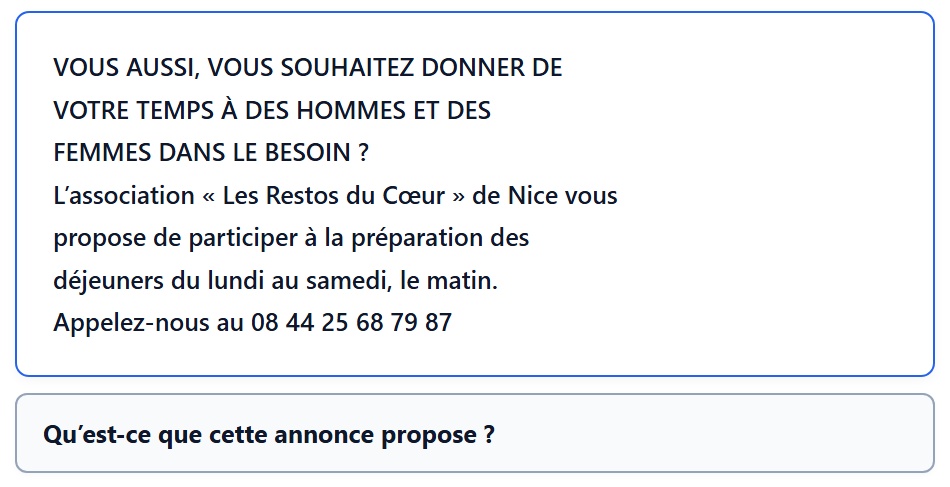 VOUS AUSSI, VOUS SOUHAITEZ DONNER DE
VOTRE TEMPS À DES HOMMES ET DES
FEMMES DANS LE BESOIN ?
L’association « Les Restos du Cœur » de Nice vous
propose de participer à la préparation des
déjeuners du lundi au samedi, le matin.
Appelez-nous au 08 44 25 68 79 87
Qu’est-ce que cette annonce propose ?